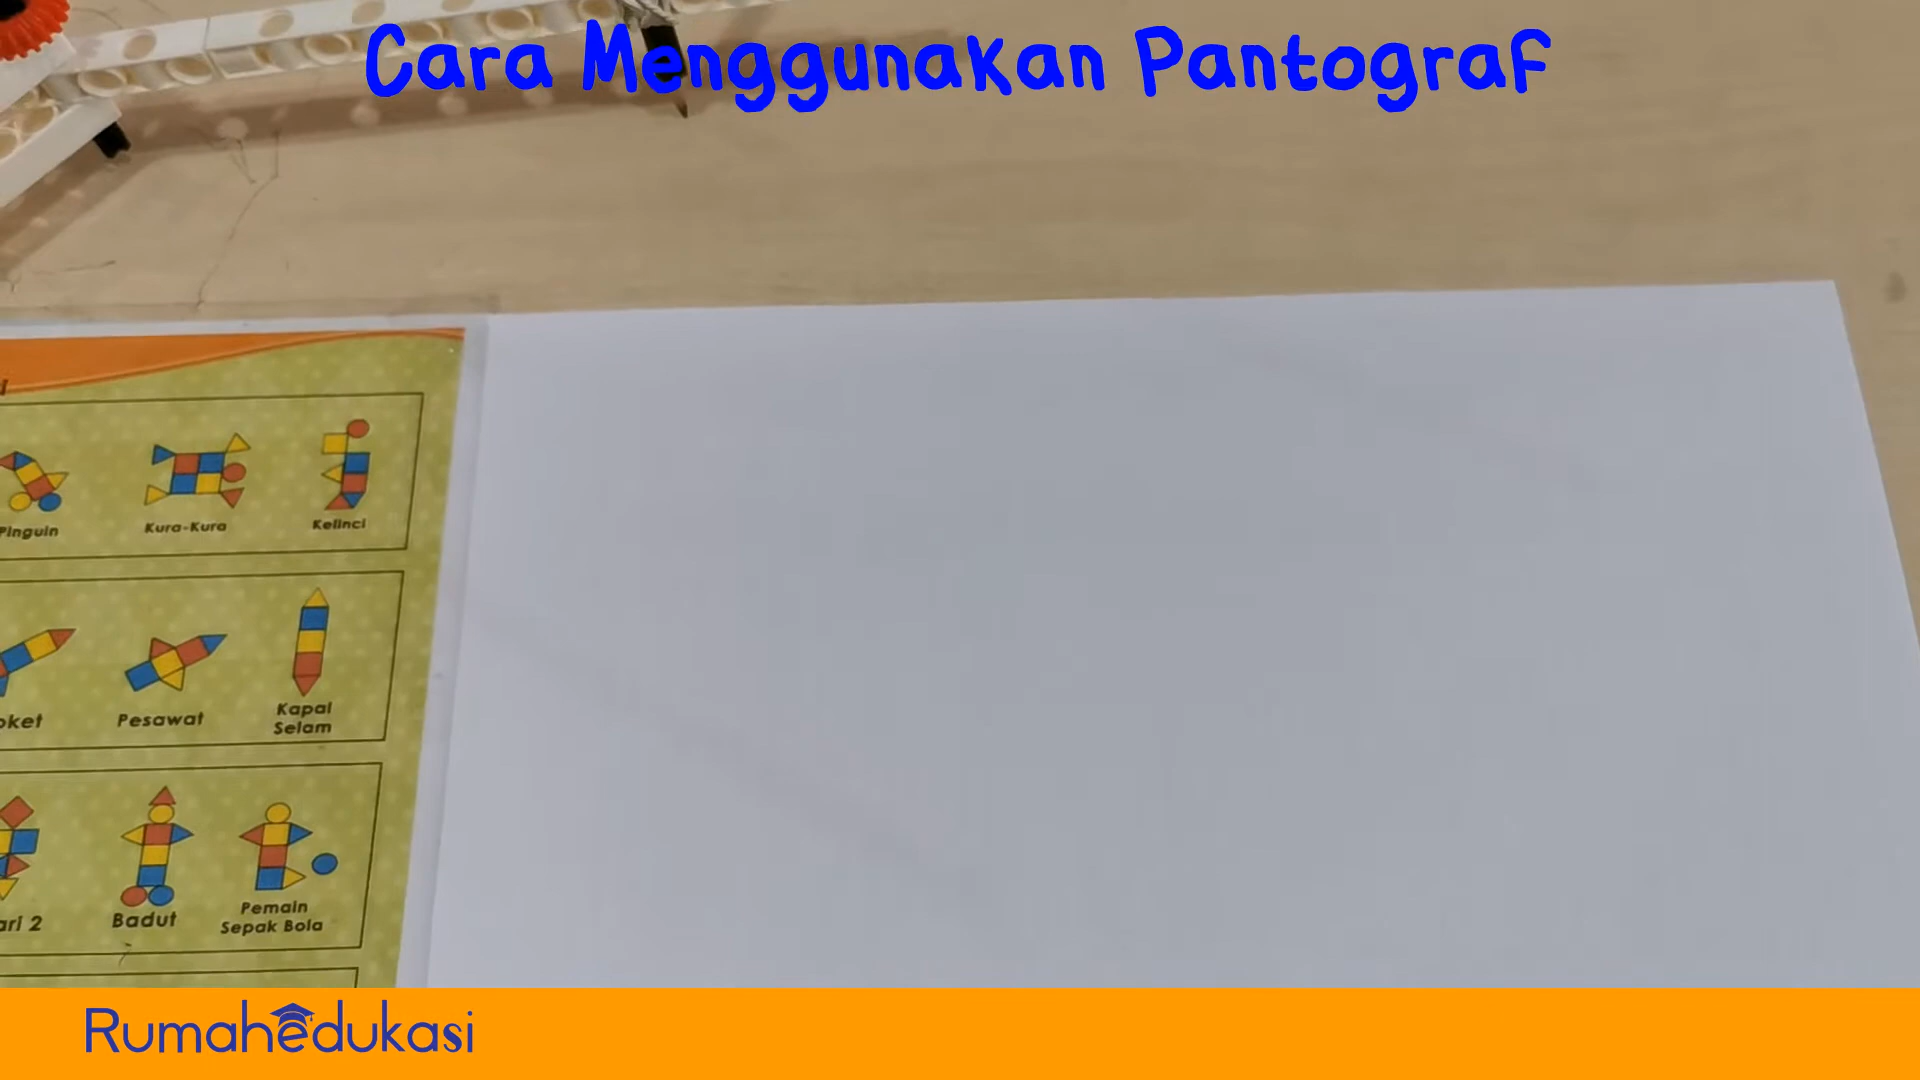 Cara Menggunakan Pantograf
Pinguin
Kura-Kura
Kelinci
Pesawat
Kapal
Selam
Badut
Pemain
Sepak Bola
Rumahedukasi